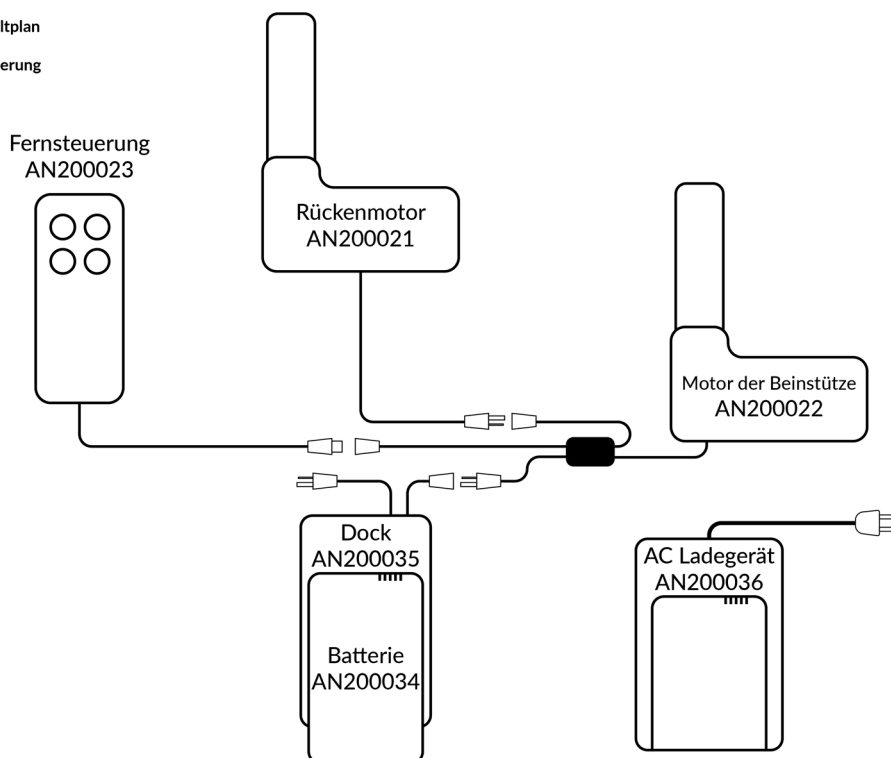 ltplan
erung
Fernsteuerung
AN200023
Rückenmotor
AN200021
Motor der Beinstütze
AN200022
Dock
AN200035
Batterie
AN200034
AC Ladegerät
AN200036